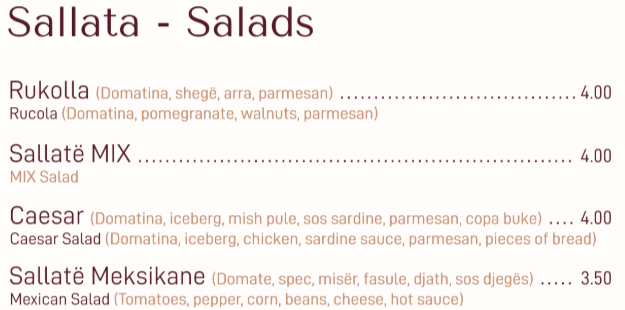 Sallata - Salads
Rukolla (Domatina, shegë, arra, parmesan) .................................. 4.00
Rucola (Domatina, pomegranate, walnuts, parmesan)
Sallatë MIX ............................................................... 4.00
MIX Salad
Caesar (Domatina, iceberg, mish pule, sos sardine, parmesan, copa buke) .... 4.00
Caesar Salad (Domatina, iceberg, chicken, sardine sauce, parmesan, pieces of bread)
Sallatë Meksikane (Domate, spec, misër, fasule, djath, sos djegës) ..... 3.50
Mexican Salad (Tomatoes, pepper, corn, beans, cheese, hot sauce)